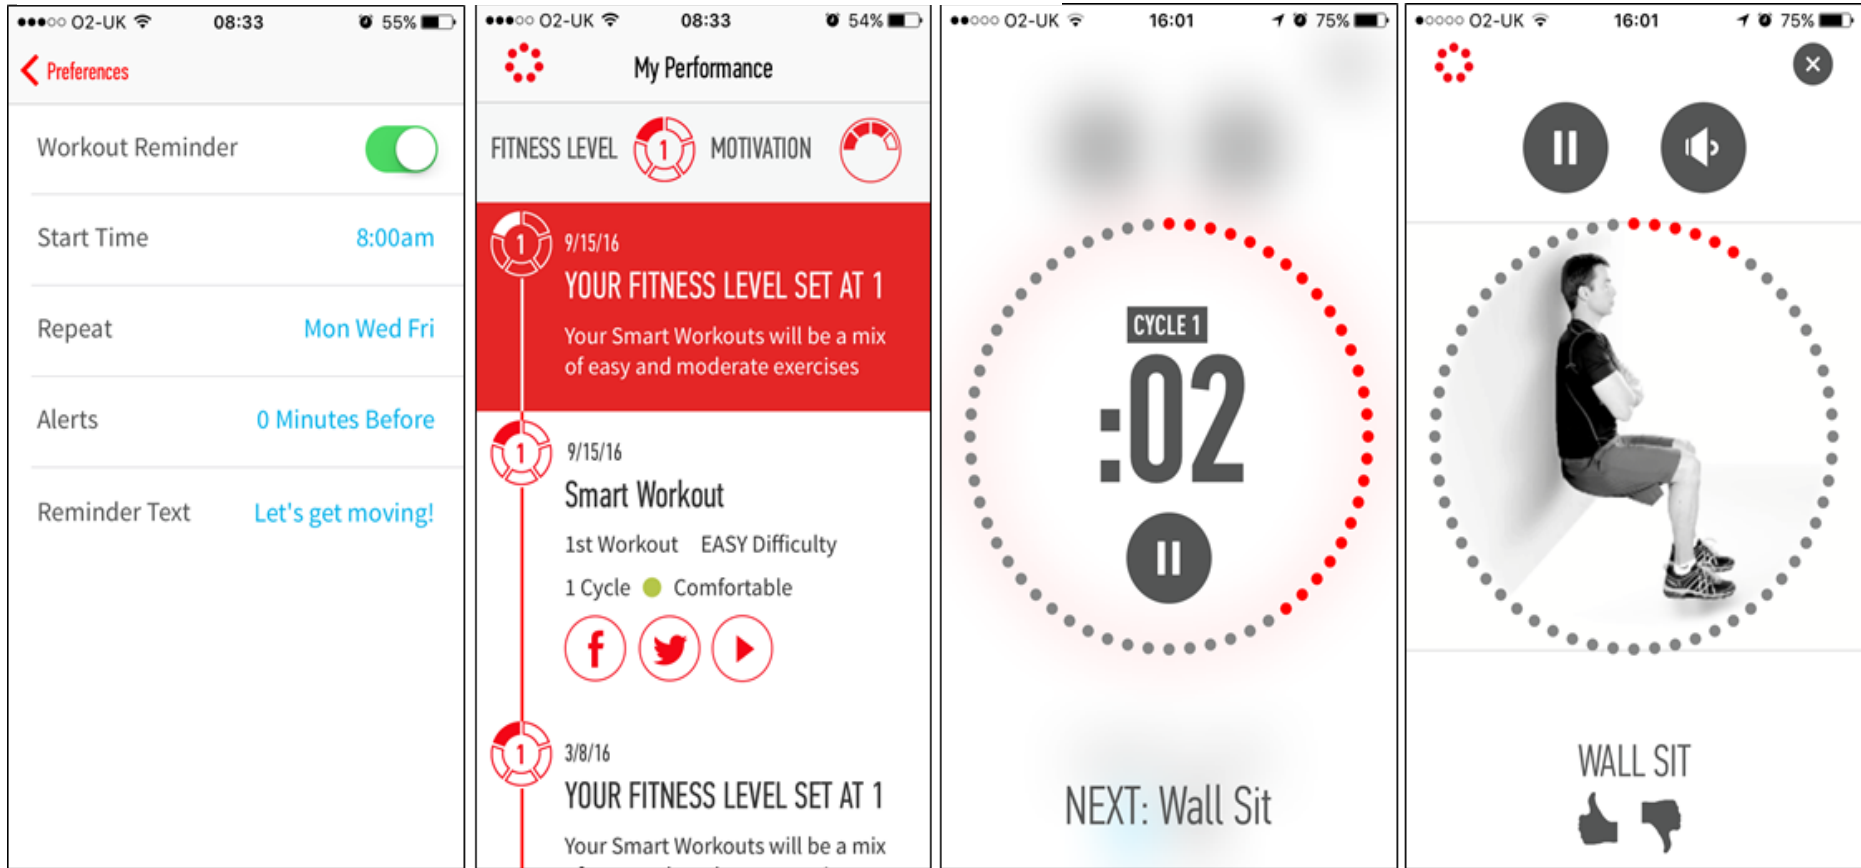 O2-UK 08:33 55%
Preferences
Workout Reminder
Start Time 8:00am
Repeat Mon Wed Fri
Alerts 0 Minutes Before
Reminder Text Let's get moving!
O2-UK 08:33 54%
My Performance
FITNESS LEVEL 1 MOTIVATION
1
9/15/16
YOUR FITNESS LEVEL SET AT 1
Your Smart Workouts will be a mix
of easy and moderate exercises
1
9/15/16
Smart Workout
1st Workout EASY Difficulty
1 Cycle Comfortable
f
1
3/8/16
YOUR FITNESS LEVEL SET AT 1
Your Smart Workouts will be a mix
O2-UK 16:01 75%
CYCLE 1
:02
NEXT: Wall Sit
O2-UK 16:01 75%
WALL SIT